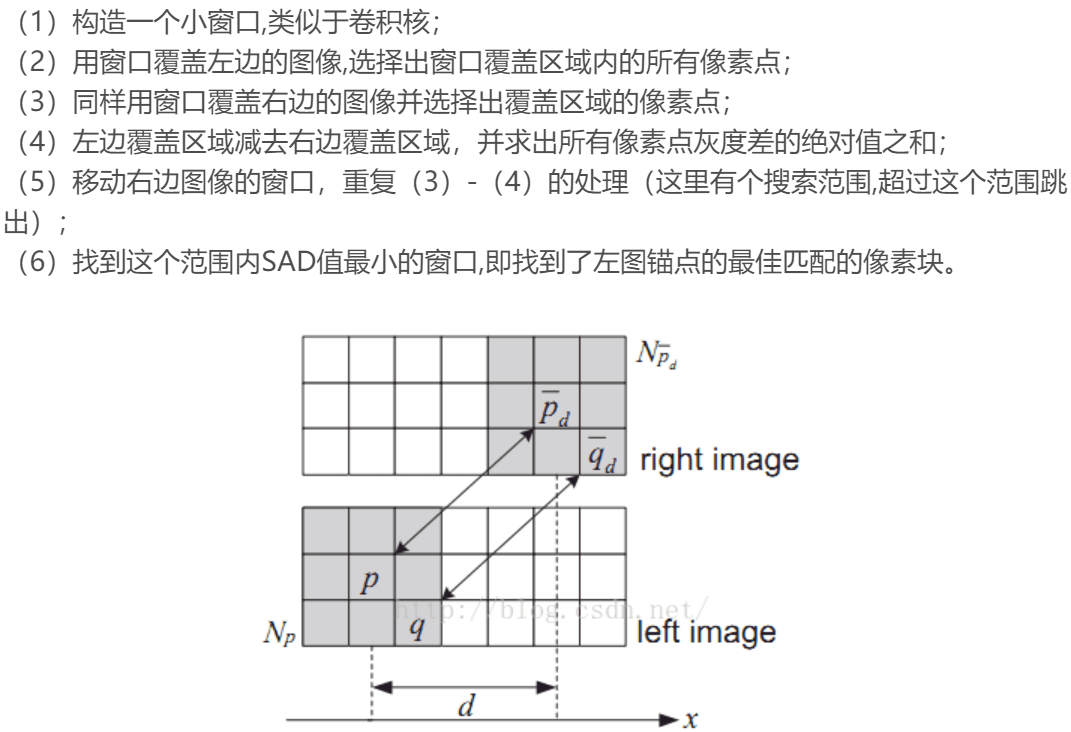 （1）构造一个小窗口,类似于卷积核；
（2）用窗口覆盖左边的图像,选择出窗口覆盖区域内的所有像素点；
（3）同样用窗口覆盖右边的图像并选择出覆盖区域的像素点；
（4）左边覆盖区域减去右边覆盖区域，并求出所有像素点灰度差的绝对值之和；
（5）移动右边图像的窗口，重复（3）-（4）的处理（这里有个搜索范围,超过这个范围跳
出）；
（6）找到这个范围内SAD值最小的窗口,即找到了左图锚点的最佳匹配的像素块。
N p̅ d
p̅ d
q̅ d
right image
p
http://blog.csdn.net/
q
N p
left image
d
x